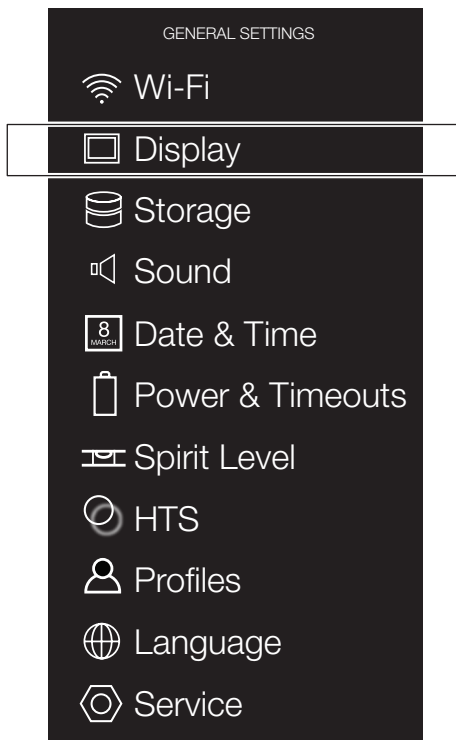 GENERAL SETTINGS
Wi-Fi
Display
Storage
Sound
8
MARCH
Date & Time
Power & Timeouts
Spirit Level
HTS
Profiles
Language
Service